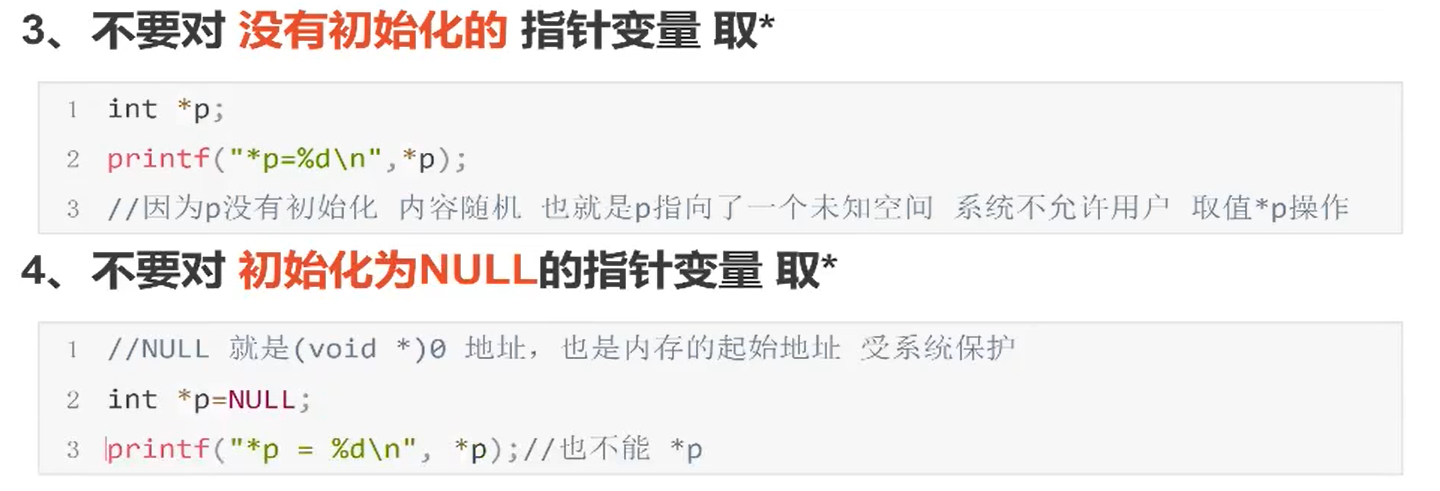 3、不要对 没有初始化的 指针变量 取*
1 int *p;
2 printf("*p=%d\n",*p);
3 //因为p没有初始化 内容随机 也就是p指向了一个未知空间 系统不允许用户 取值*p操作
4、不要对 初始化为NULL的指针变量 取*
1 //NULL 就是(void *)0 地址，也是内存的起始地址 受系统保护
2 int *p=NULL;
3 printf("*p = %d\n", *p);//也不能 *p